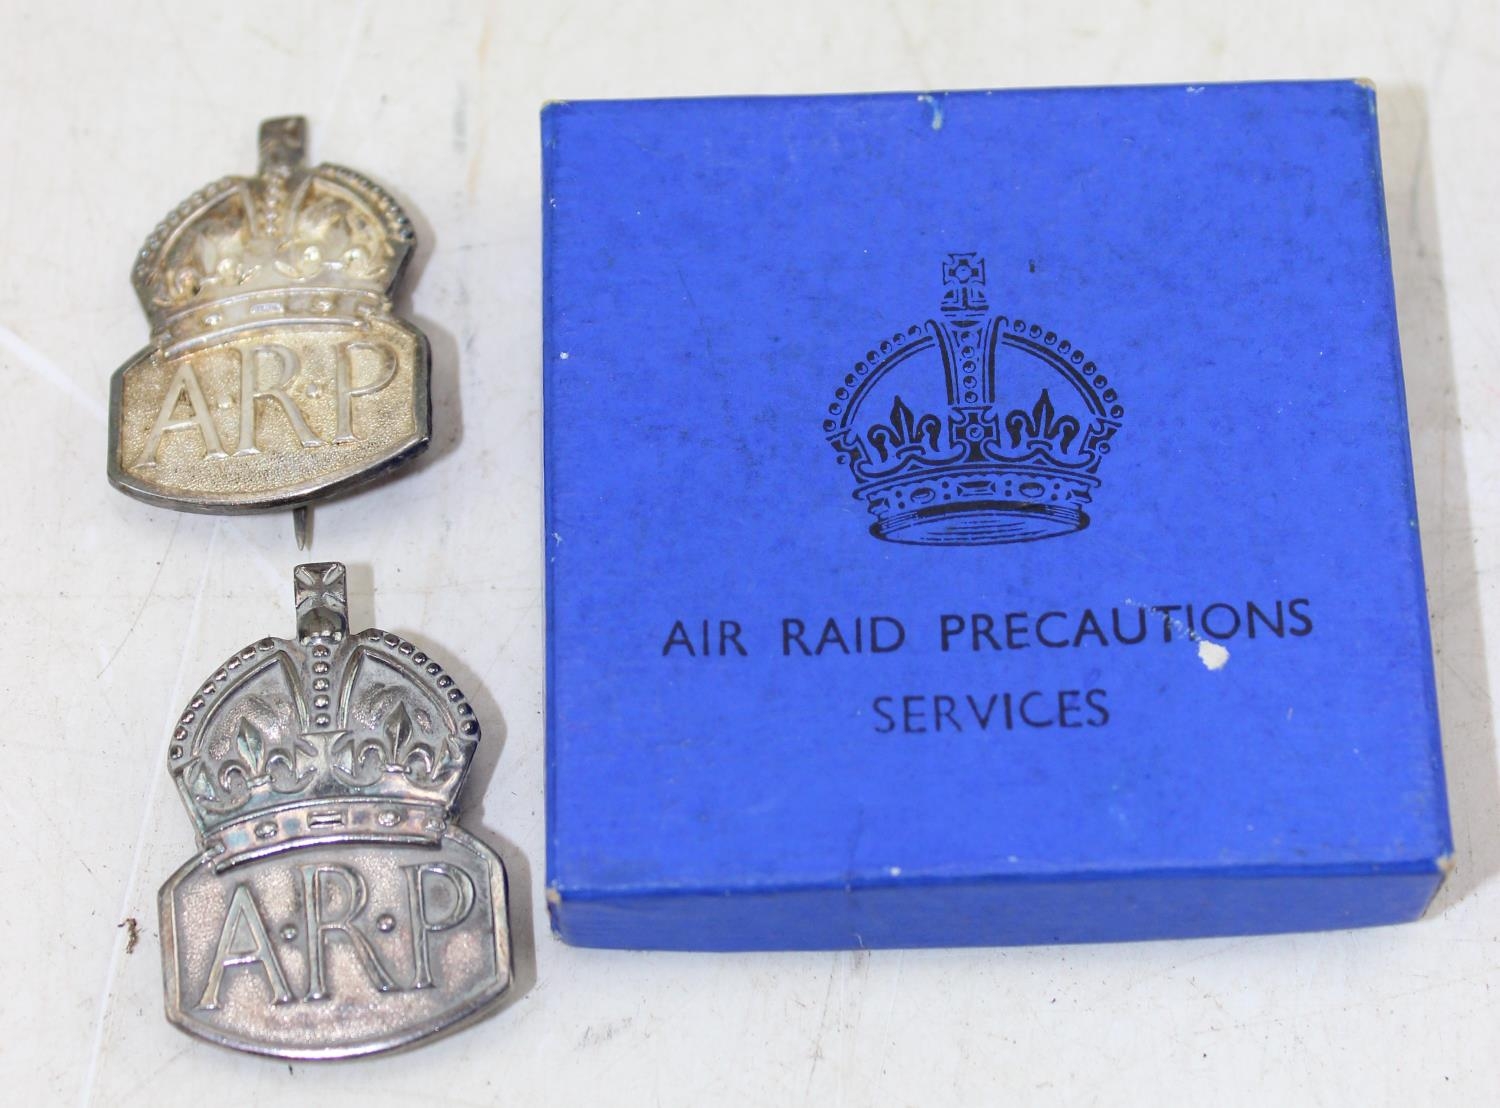 A·R·P
A·R·P
AIR RAID PRECAUTIONS
SERVICES